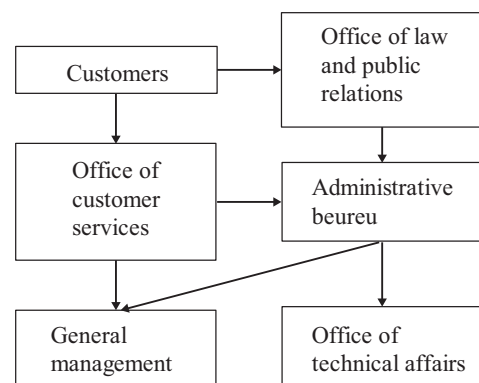 Customers
Office of law
and public
relations
Office of
customer
services
Administrative
beureu
General
management
Office of
technical affairs